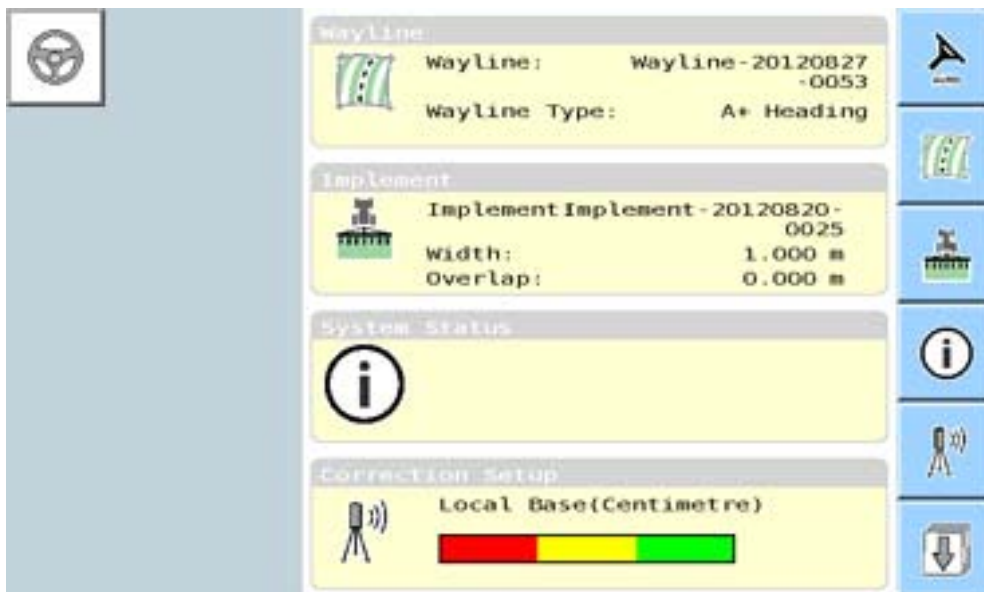 Wayline
Wayline: Wayline-20120827
-0053
Wayline Type: A+ Heading
Implement
Implement Implement-20120820-
0025
Width: 1.000 m
Overlap: 0.000 m
System Status
Correction Setup
Local Base(Centimetre)